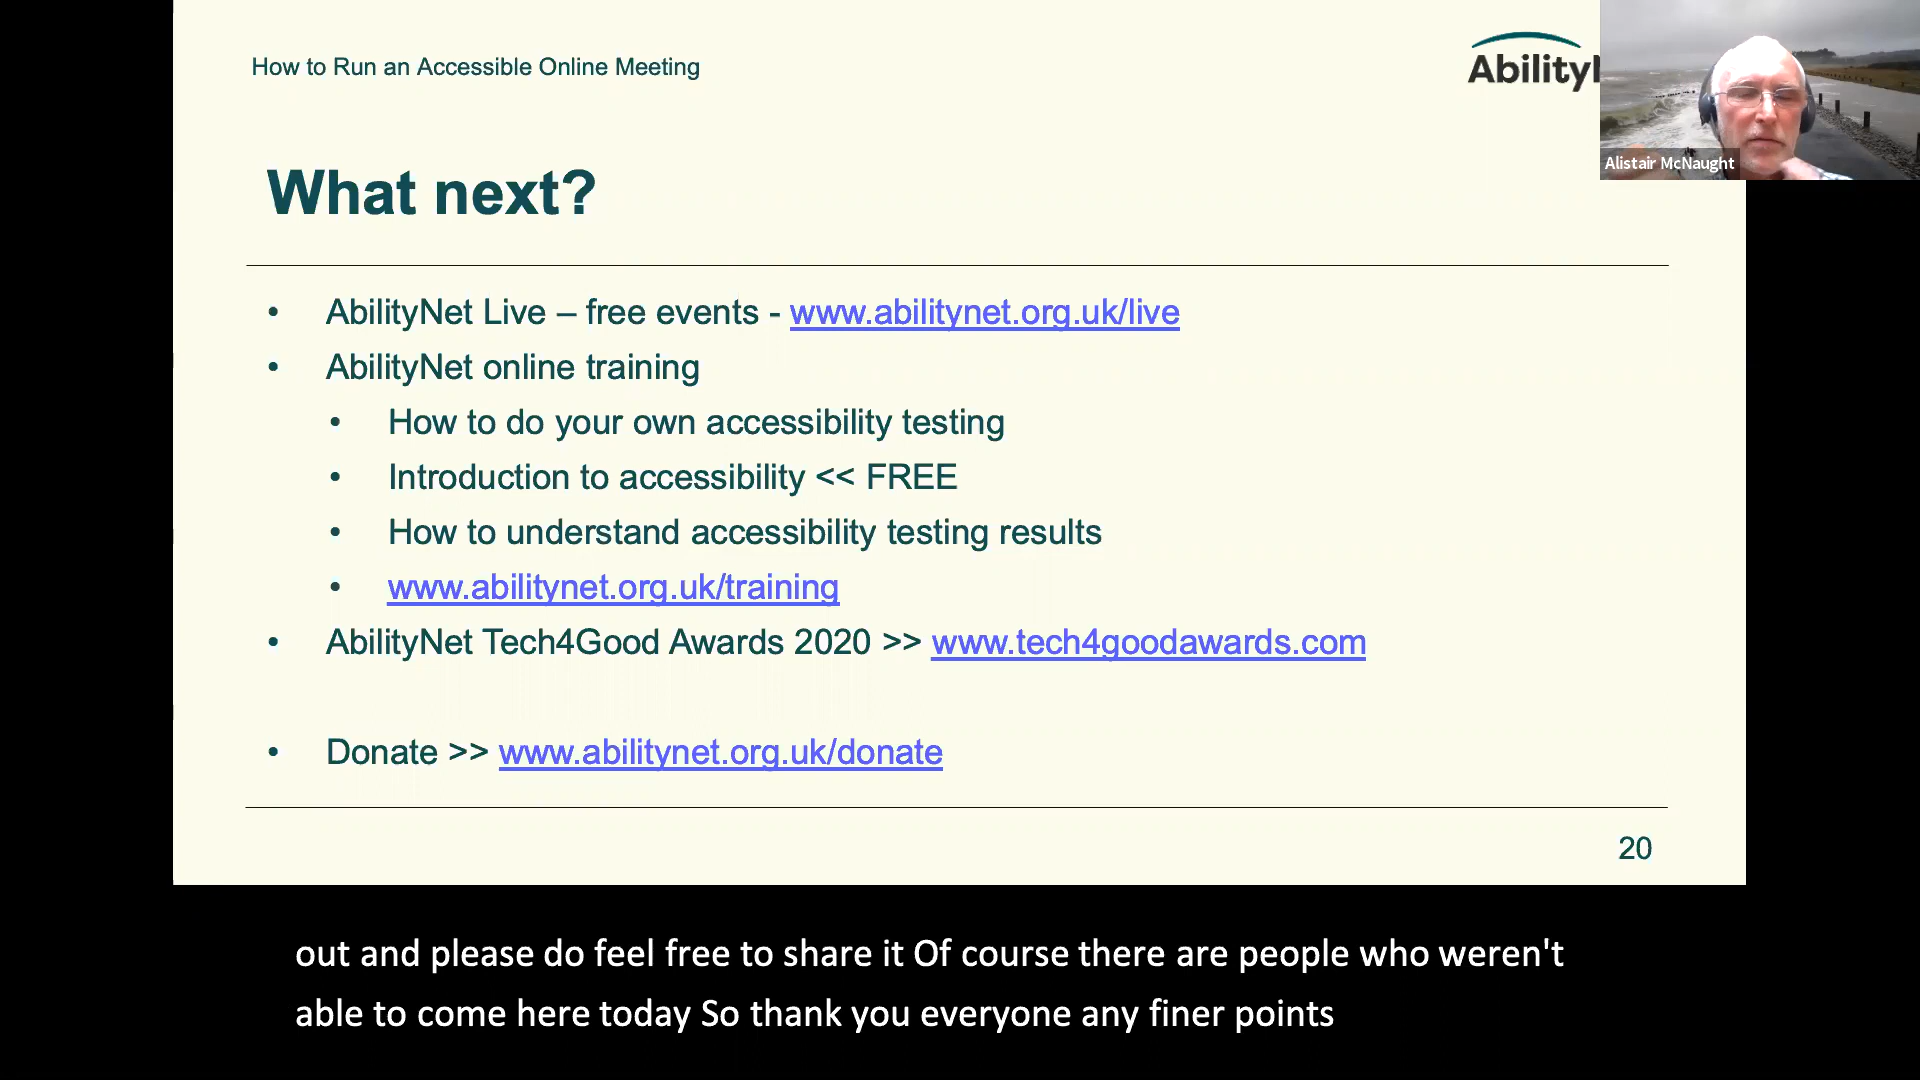 How to Run an Accessible Online Meeting
Ability
Alistair McNaught
What next?
• AbilityNet Live – free events - www.abilitynet.org.uk/live
• AbilityNet online training
• How to do your own accessibility testing
• Introduction to accessibility << FREE
• How to understand accessibility testing results
• www.abilitynet.org.uk/training
• AbilityNet Tech4Good Awards 2020 >> www.tech4goodawards.com
• Donate >> www.abilitynet.org.uk/donate
20
out and please do feel free to share it Of course there are people who weren't
able to come here today So thank you everyone any finer points